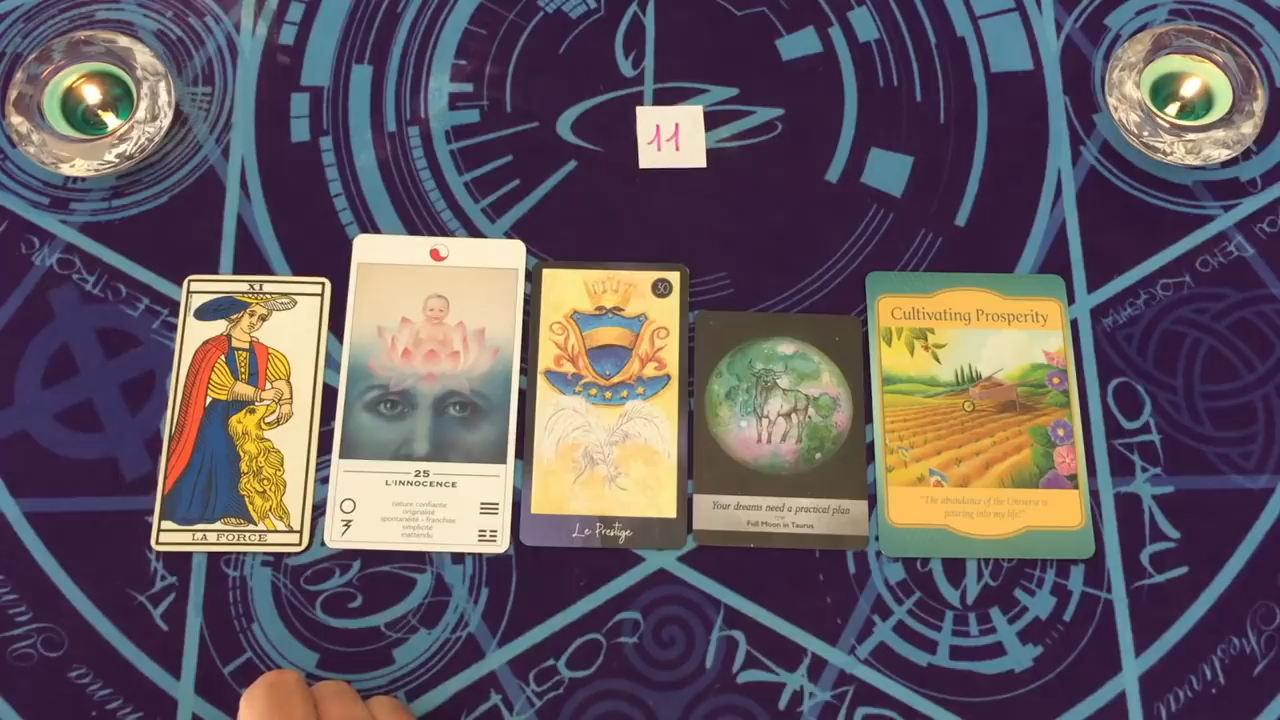 11
XI
LA FORCE
25
L'INNOCENCE
nature confiante
originalité
spontanéité - franchise
simplicité
inattendu
30
Le Prestige
Your dreams need a practical plan
Full Moon in Taurus
Cultivating Prosperity
"The abundance of the Universe is
pouring into my life!"
OTAKU